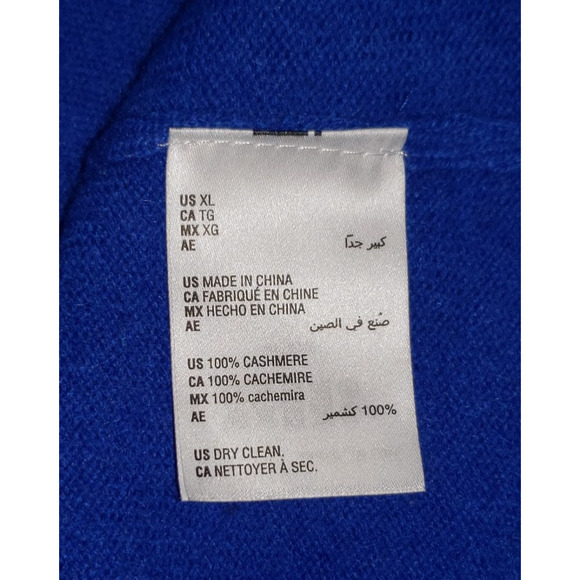 US XL
CA TG
MX XG
AE كبير جدًا
US MADE IN CHINA
CA FABRIQUÉ EN CHINE
MX HECHO EN CHINA
AE صُنع في الصين
US 100% CASHMERE
CA 100% CACHEMIRE
MX 100% cachemira
AE 100% كشمير
US DRY CLEAN.
CA NETTOYER À SEC.